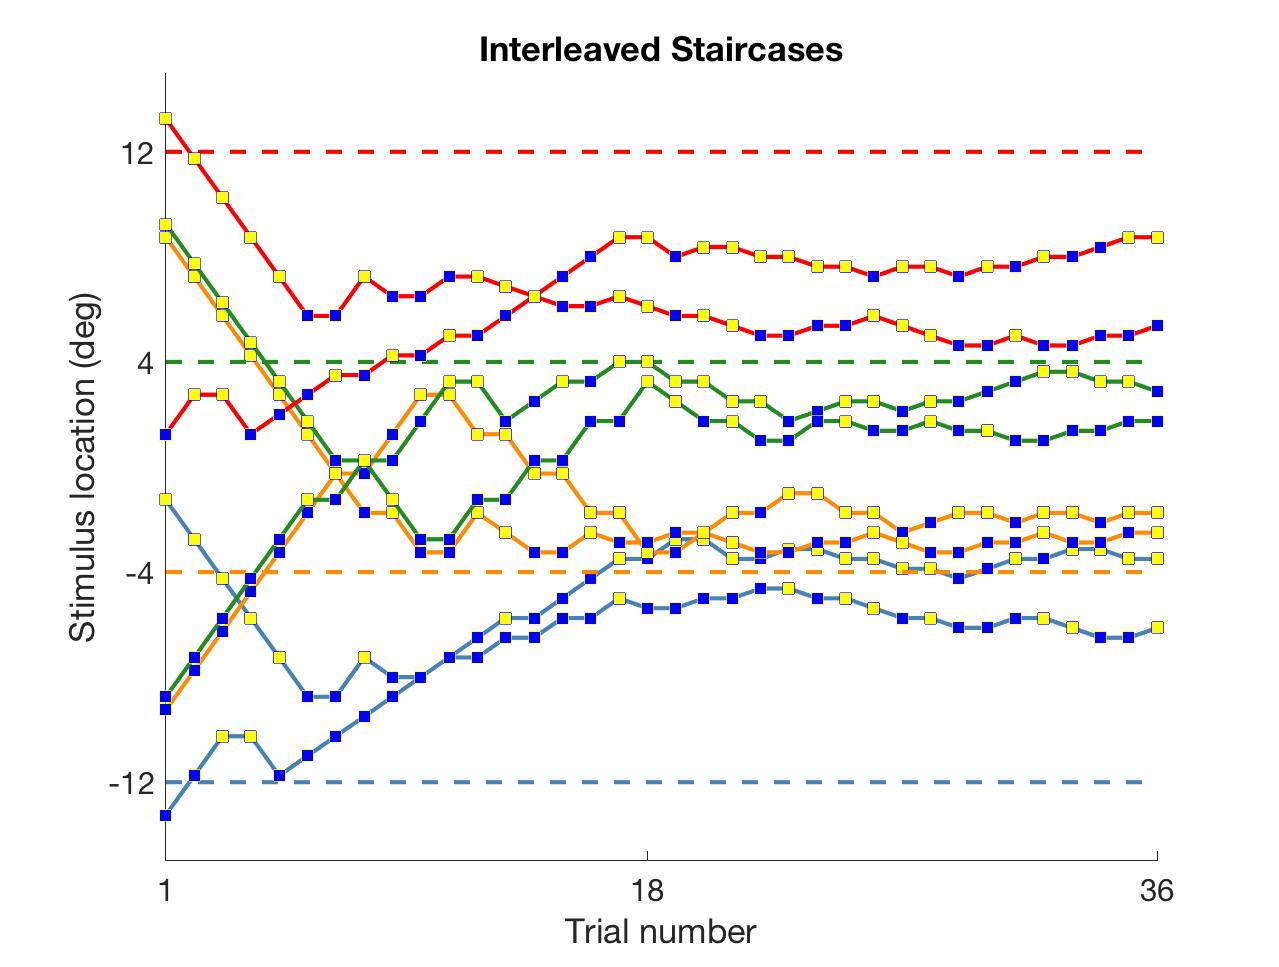 Interleaved Staircases
12
4
-4
-12
Stimulus location (deg)
1 18 36
Trial number